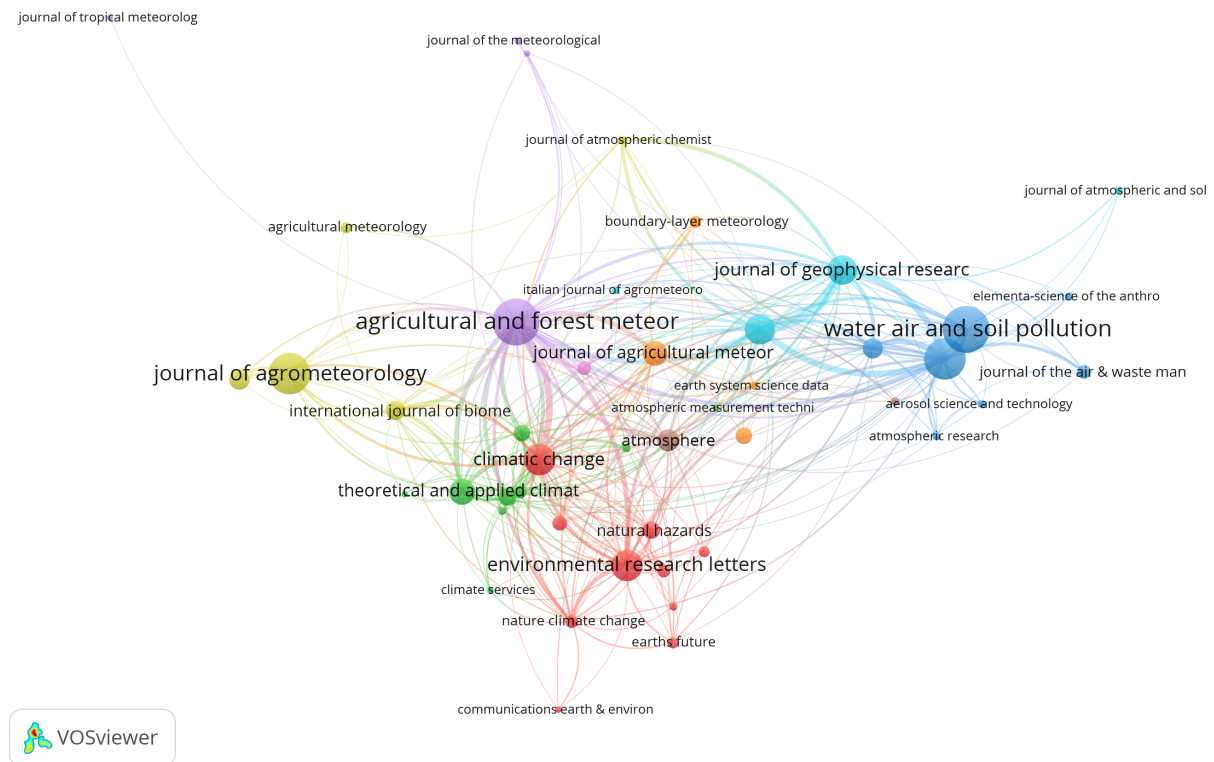 journal of tropical meteorolog
journal of the meteorological
journal of atmospheric chemist
journal of atmospheric and sol
boundary-layer meteorology
agricultural meteorology
journal of geophysical researc
italian journal of agrometeoro
elementa-science of the anthro
agricultural and forest meteor
water air and soil pollution
journal of agricultural meteor
journal of agrometeorology
journal of the air & waste man
earth system science data
aerosol science and technology
atmospheric measurement techni
international journal of biome
atmospheric research
atmosphere
climatic change
theoretical and applied climat
natural hazards
environmental research letters
climate services
nature climate change
earths future
communications earth & environ
VOSviewer